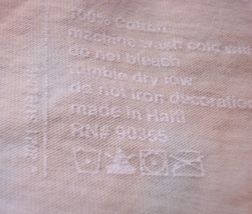 100% Cotton
machine wash cold with
do not bleach
tumble dry low
do not iron decoration
made in Haiti
RN# 90365